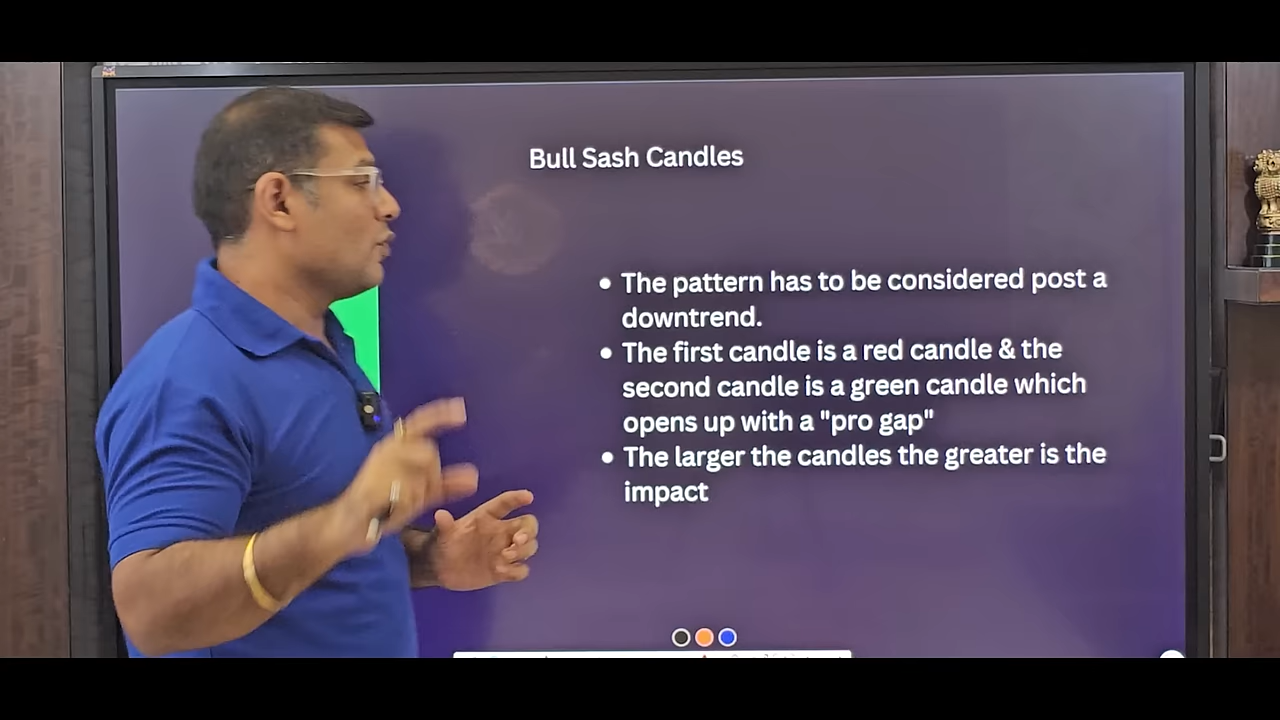 Bull Sash Candles
• The pattern has to be considered post a
downtrend.
• The first candle is a red candle & the
second candle is a green candle which
opens up with a "pro gap"
• The larger the candles the greater is the
impact